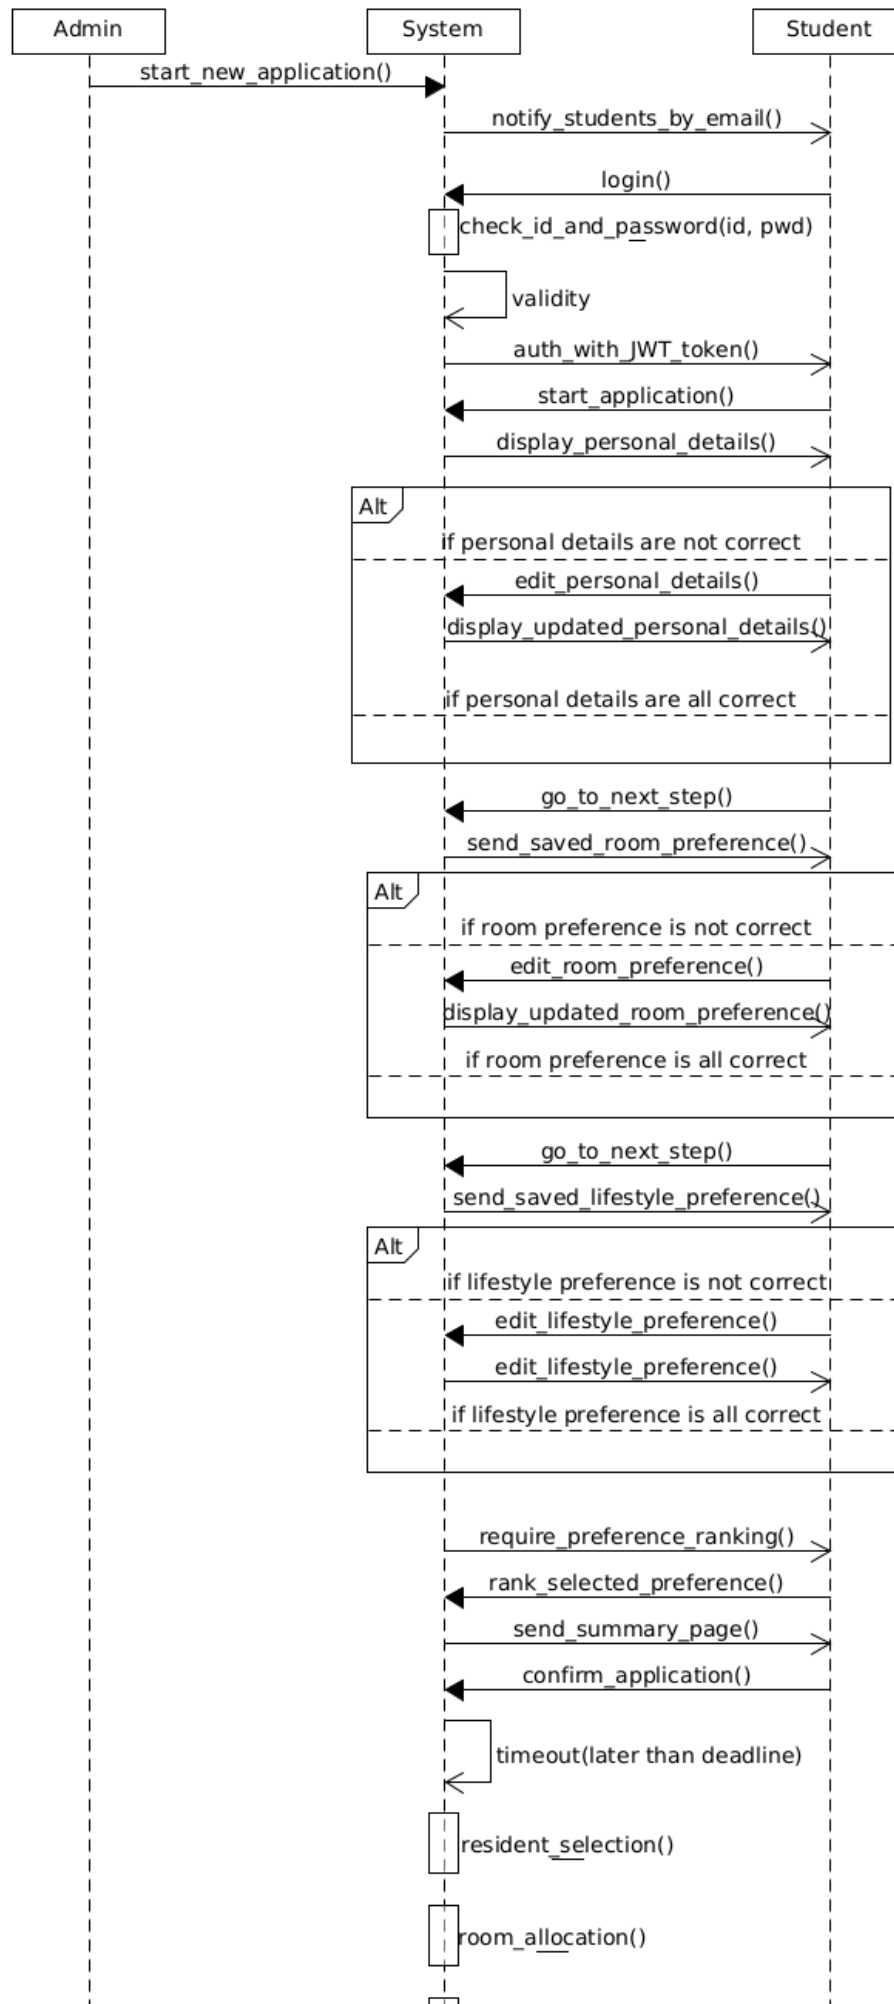 Admin
System
Student
start_new_application()
notify_students_by_email()
login()
check_id_and_password(id, pwd)
validity
auth_with_JWT_token()
start_application()
display_personal_details()
Alt
if personal details are not correct
edit_personal_details()
display_updated_personal_details()
if personal details are all correct
go_to_next_step()
send_saved_room_preference()
Alt
if room preference is not correct
edit_room_preference()
display_updated_room_preference()
if room preference is all correct
go_to_next_step()
send_saved_lifestyle_preference()
Alt
if lifestyle preference is not correct
edit_lifestyle_preference()
edit_lifestyle_preference()
if lifestyle preference is all correct
require_preference_ranking()
rank_selected_preference()
send_summary_page()
confirm_application()
timeout(later than deadline)
resident_selection()
room_allocation()